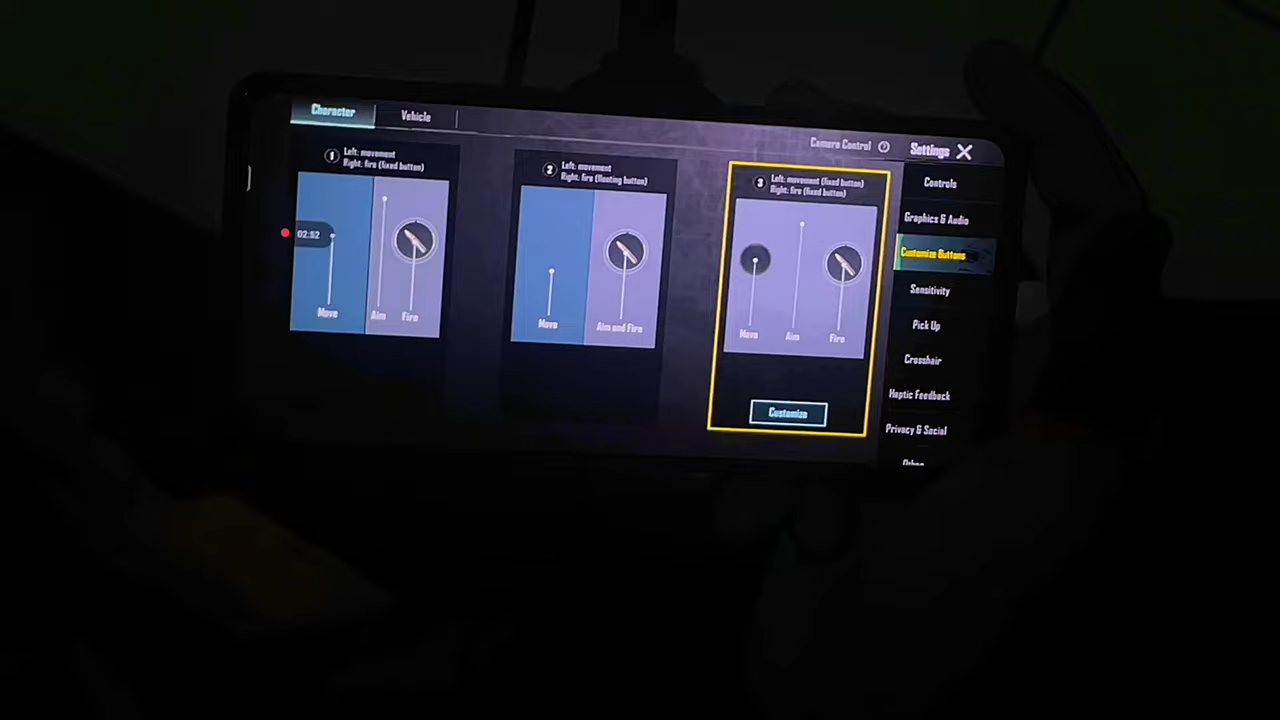 Character
Vehicle
Camera Control ?
Settings
1 Left: movement
Right: fire (fixed button)
02:52
Move
Aim
Fire
2 Left: movement
Right: fire (floating button)
Move
Aim and Fire
3 Left: movement (fixed button)
Right: fire (fixed button)
Move
Aim
Fire
Customize
Controls
Graphics & Audio
Customize Buttons
Sensitivity
Pick Up
Crosshair
Haptic Feedback
Privacy & Social
Other